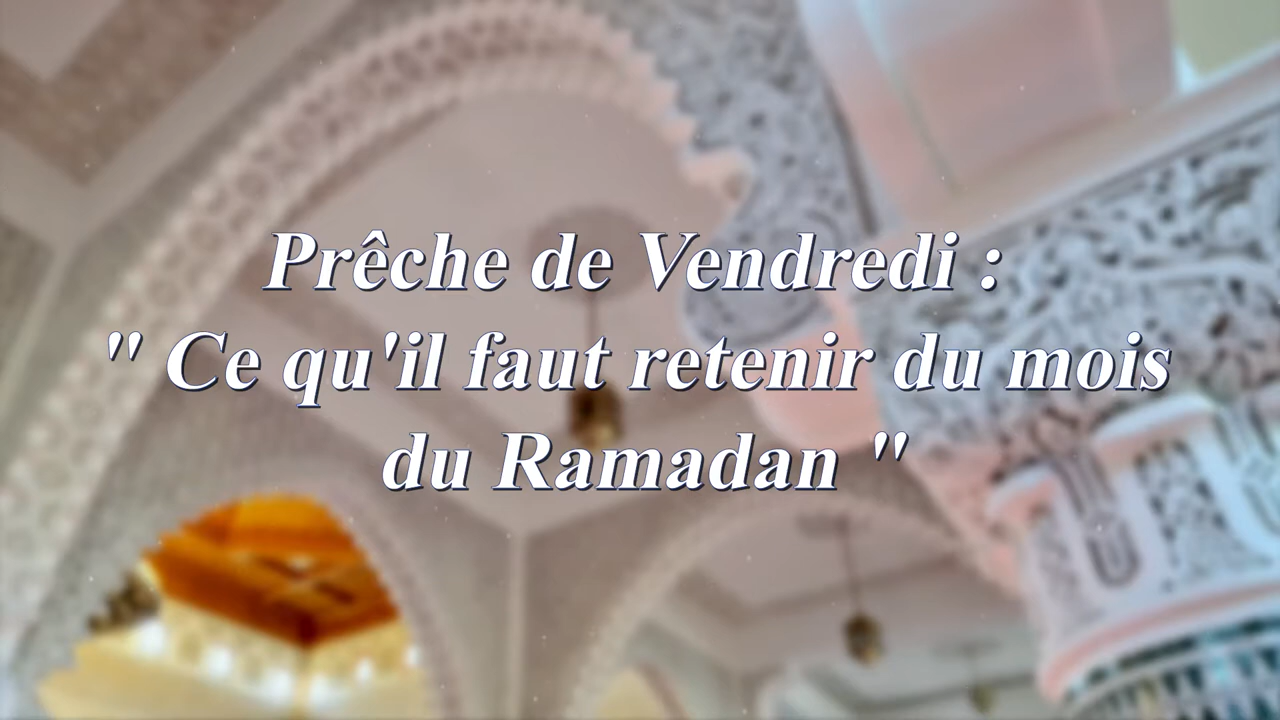 Prêche de Vendredi :
" Ce qu'il faut retenir du mois
du Ramadan "